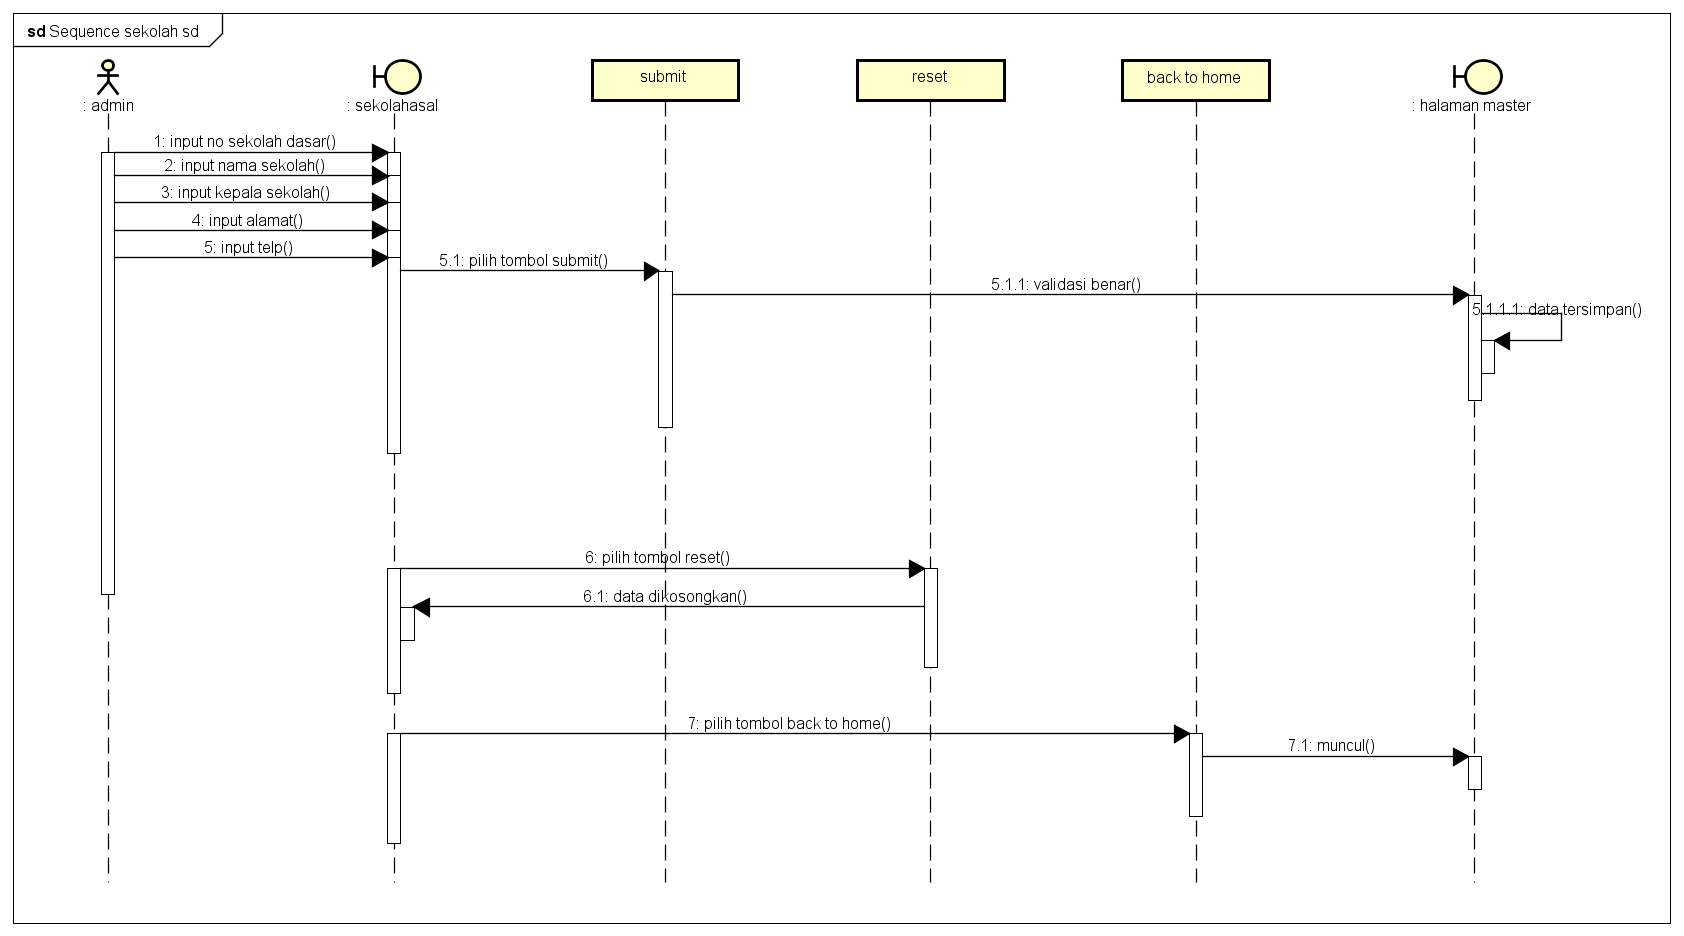 sd Sequence sekolah sd
: admin
: sekolahasal
submit
reset
back to home
: halaman master
1: input no sekolah dasar()
2: input nama sekolah()
3: input kepala sekolah()
4: input alamat()
5: input telp()
5.1: pilih tombol submit()
5.1.1: validasi benar()
5.1.1.1: data tersimpan()
6: pilih tombol reset()
6.1: data dikosongkan()
7: pilih tombol back to home()
7.1: muncul()